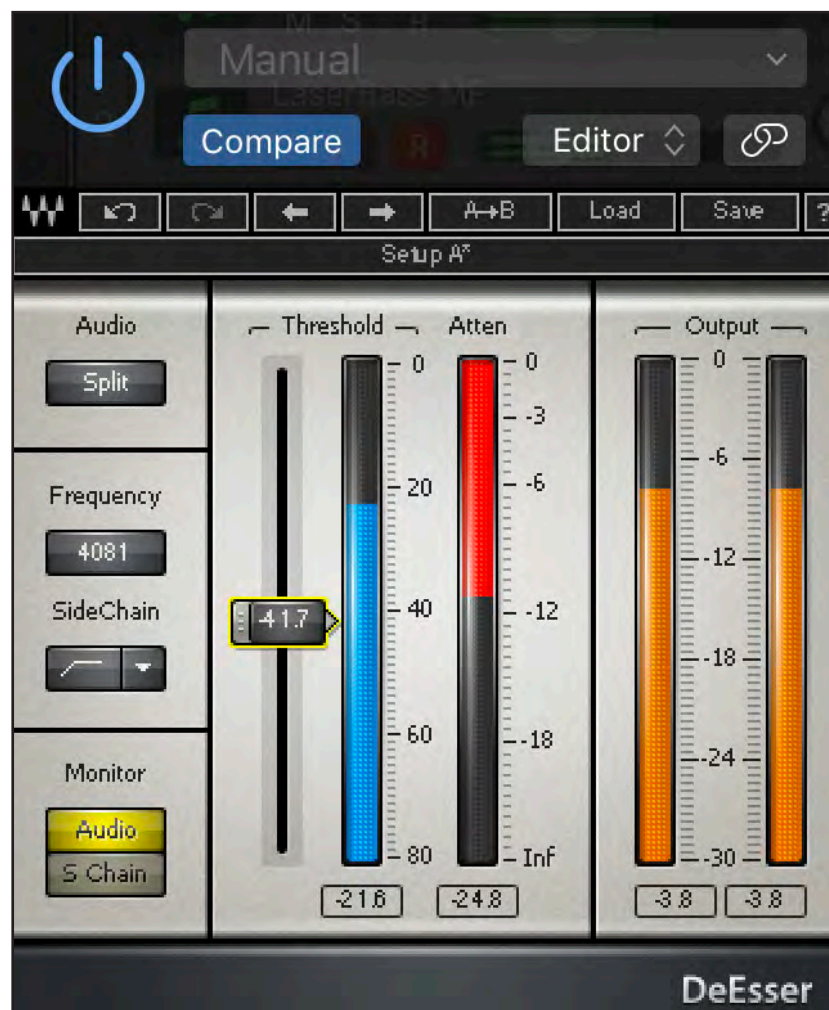 Manual
Compare
Editor
A→B
Load
Save
?
Setup A*
Audio
Split
Frequency
4081
SideChain
Monitor
Audio
S Chain
Threshold
Atten
0
20
40
60
80
0
-3
-6
-12
-18
Inf
-41.7
-21.6
-24.8
Output
0
-6
-12
-18
-24
-30
-3.8
-3.8
DeEsser